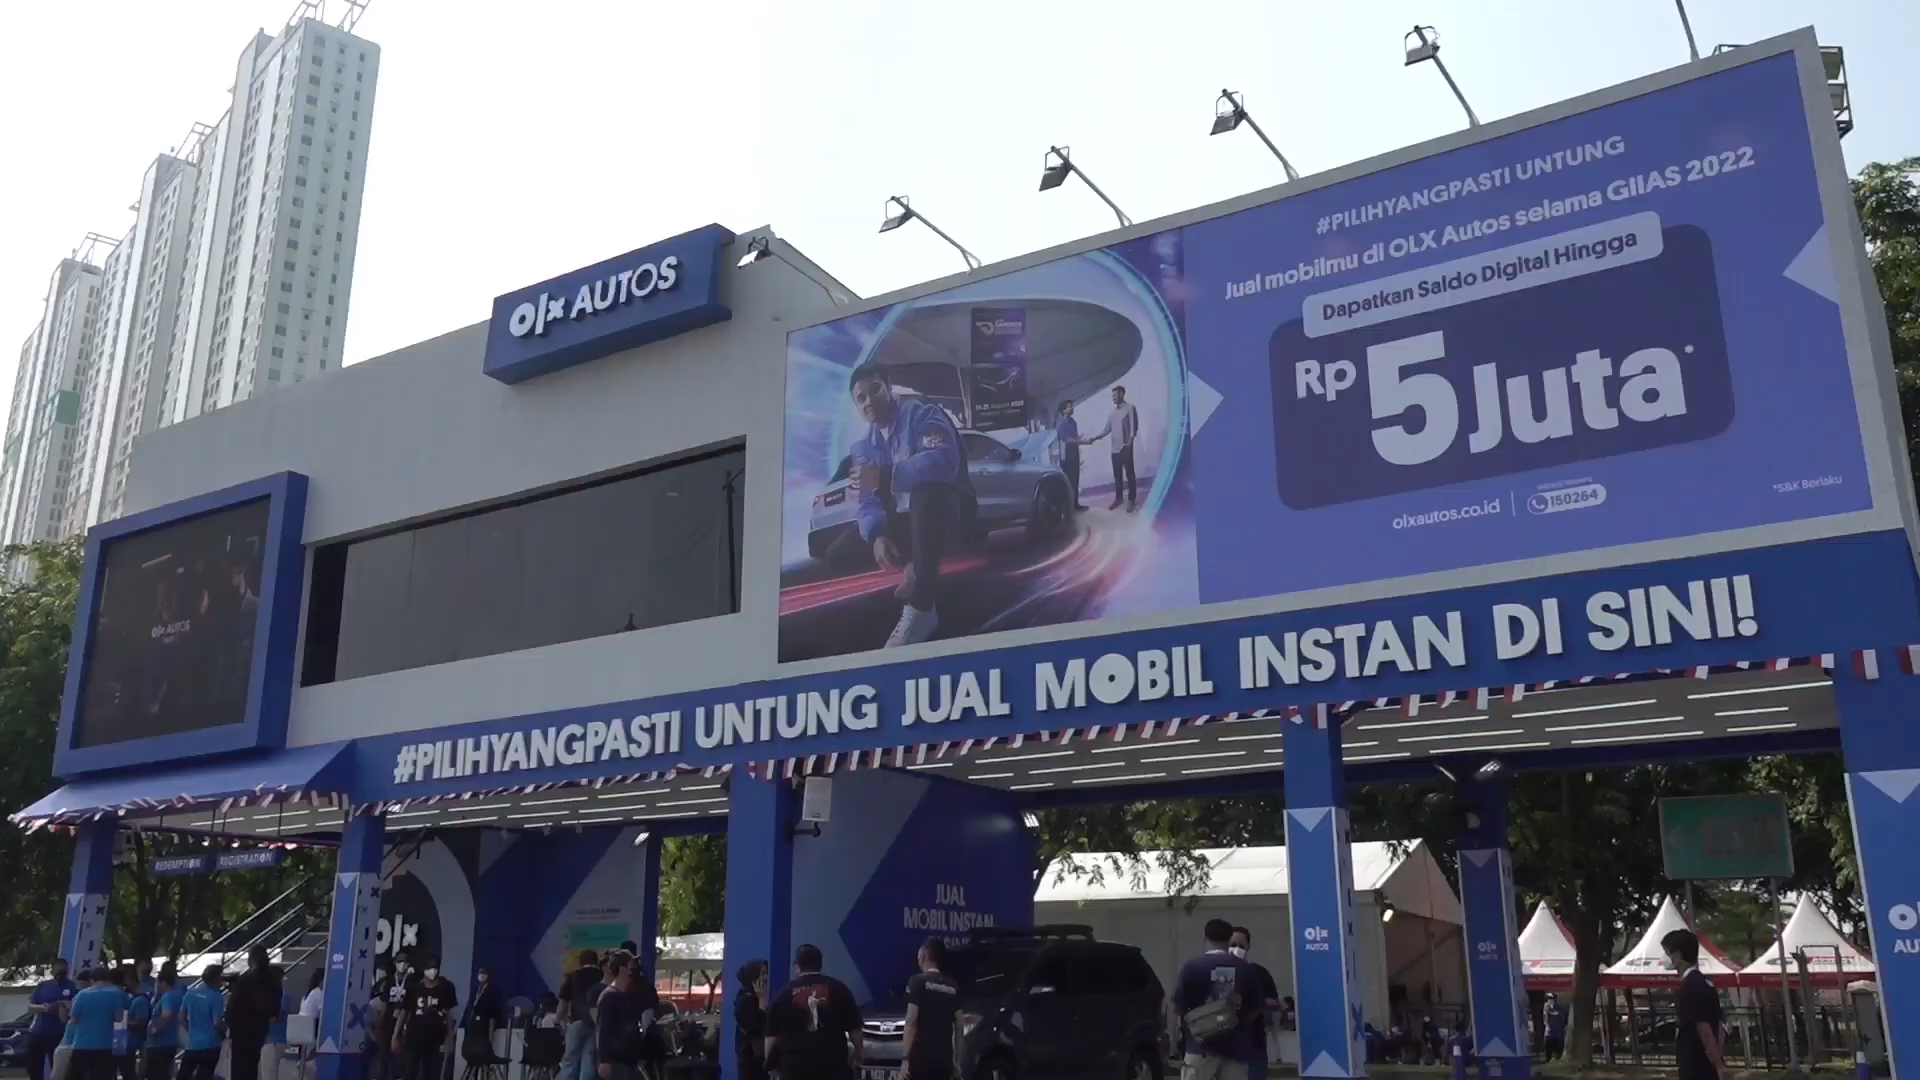 OLX AUTOS
#PILIHYANGPASTI UNTUNG
Jual mobilmu di OLX Autos selama GIIAS 2022
Dapatkan Saldo Digital Hingga
Rp 5 Juta*
olxautos.co.id | 150264
*S&K Berlaku
OLX AUTOS
#PILIHYANGPASTI UNTUNG JUAL MOBIL INSTAN DI SINI!
REDEMPTION
REGISTRATION
olx
JUAL
MOBIL INSTAN
olx
AUTOS
olx
AUTOS
olx